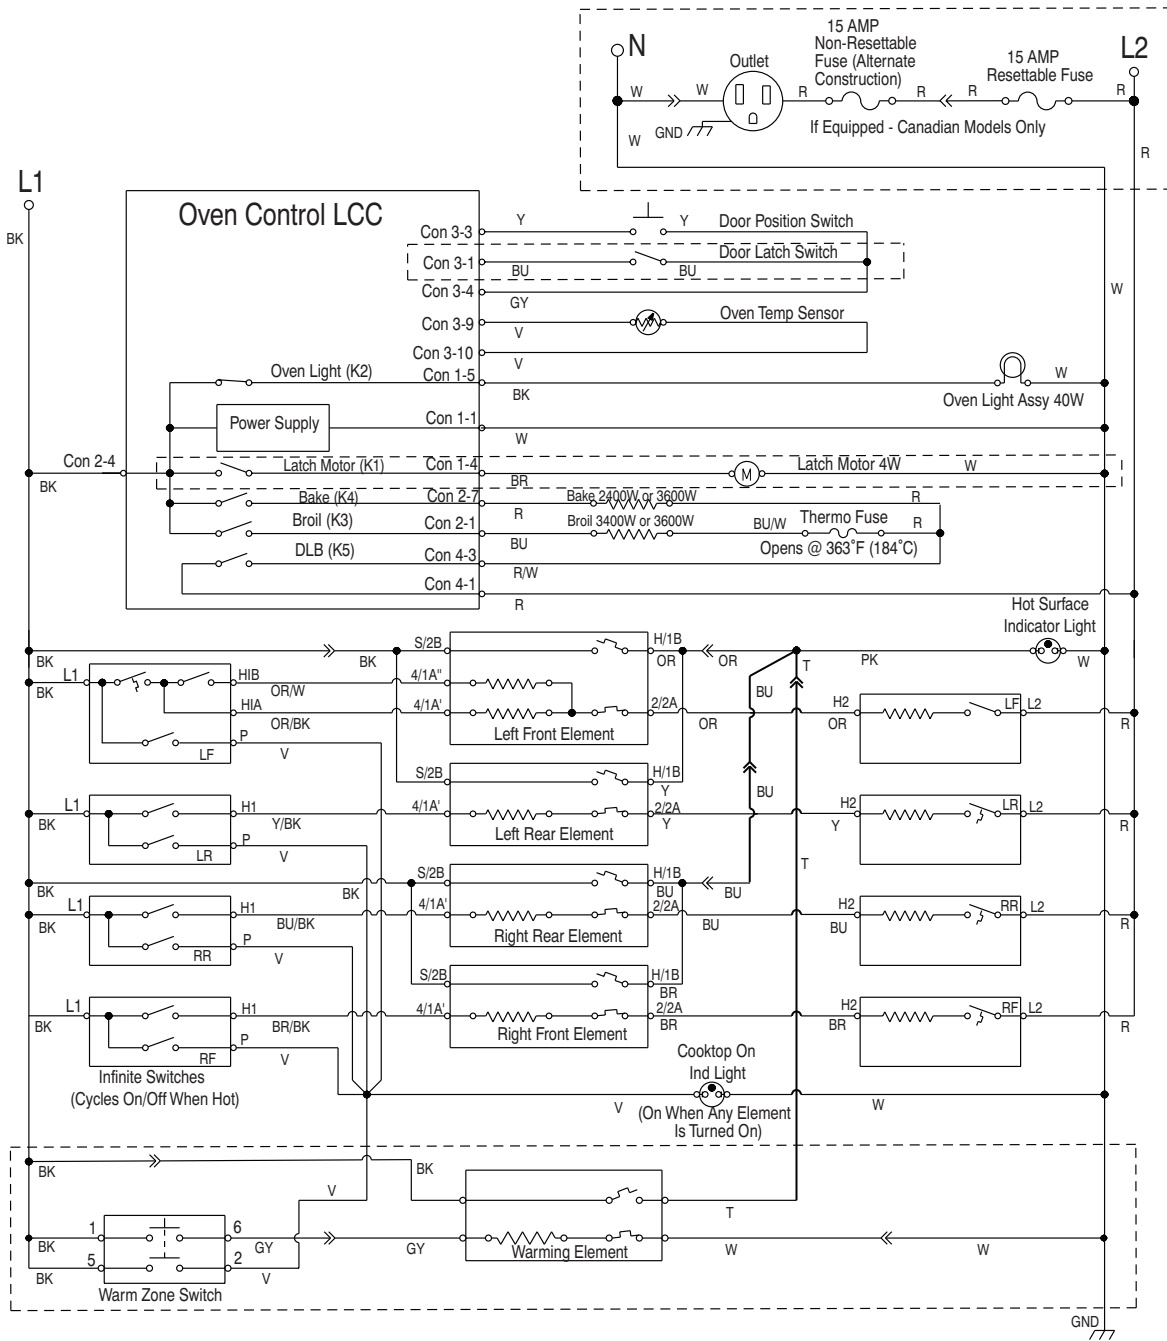 15 AMP
Non-Resettable
Fuse (Alternate
Construction)
N
L2
Outlet
15 AMP
Resettable Fuse
W
W
R
R
R
R
GND
If Equipped - Canadian Models Only
W
R
L1
BK
Oven Control LCC
Con 3-3
Y
Y
Door Position Switch
Con 3-1
BU
BU
Door Latch Switch
Con 3-4
GY
W
Con 3-9
V
Oven Temp Sensor
Con 3-10
V
Oven Light (K2)
Con 1-5
BK
W
Oven Light Assy 40W
Power Supply
Con 1-1
W
Con 2-4
BK
Latch Motor (K1)
Con 1-4
BR
M
Latch Motor 4W
W
Bake (K4)
Con 2-7
R
Bake 2400W or 3600W
R
Broil (K3)
Con 2-1
BU
Broil 3400W or 3600W
BU/W
Thermo Fuse
R
Opens @ 363˚F (184˚C)
DLB (K5)
Con 4-3
R/W
Con 4-1
R
Hot Surface
Indicator Light
BK
BK
S/2B
H/1B
OR
OR
T
PK
W
L1
BK
HIB
OR/W
4/1A"
BU
HIA
OR/BK
4/1A'
2/2A
OR
H2
OR
LF
L2
R
Left Front Element
P
V
LF
S/2B
H/1B
Y
BU
L1
BK
H1
Y/BK
4/1A'
2/2A
Y
H2
Y
LR
L2
R
Left Rear Element
P
V
LR
T
BK
BK
S/2B
H/1B
BU
BU
L1
BK
H1
BU/BK
4/1A'
2/2A
BU
H2
BU
RR
L2
R
Right Rear Element
P
V
RR
S/2B
H/1B
BR
L1
BK
H1
BR/BK
4/1A'
2/2A
BR
H2
BR
RF
L2
R
Right Front Element
P
V
RF
Infinite Switches
(Cycles On/Off When Hot)
Cooktop On
Ind Light
V
W
(On When Any Element
Is Turned On)
BK
BK
V
T
1
BK
6
GY
GY
Warming Element
W
W
5
BK
2
V
Warm Zone Switch
GND